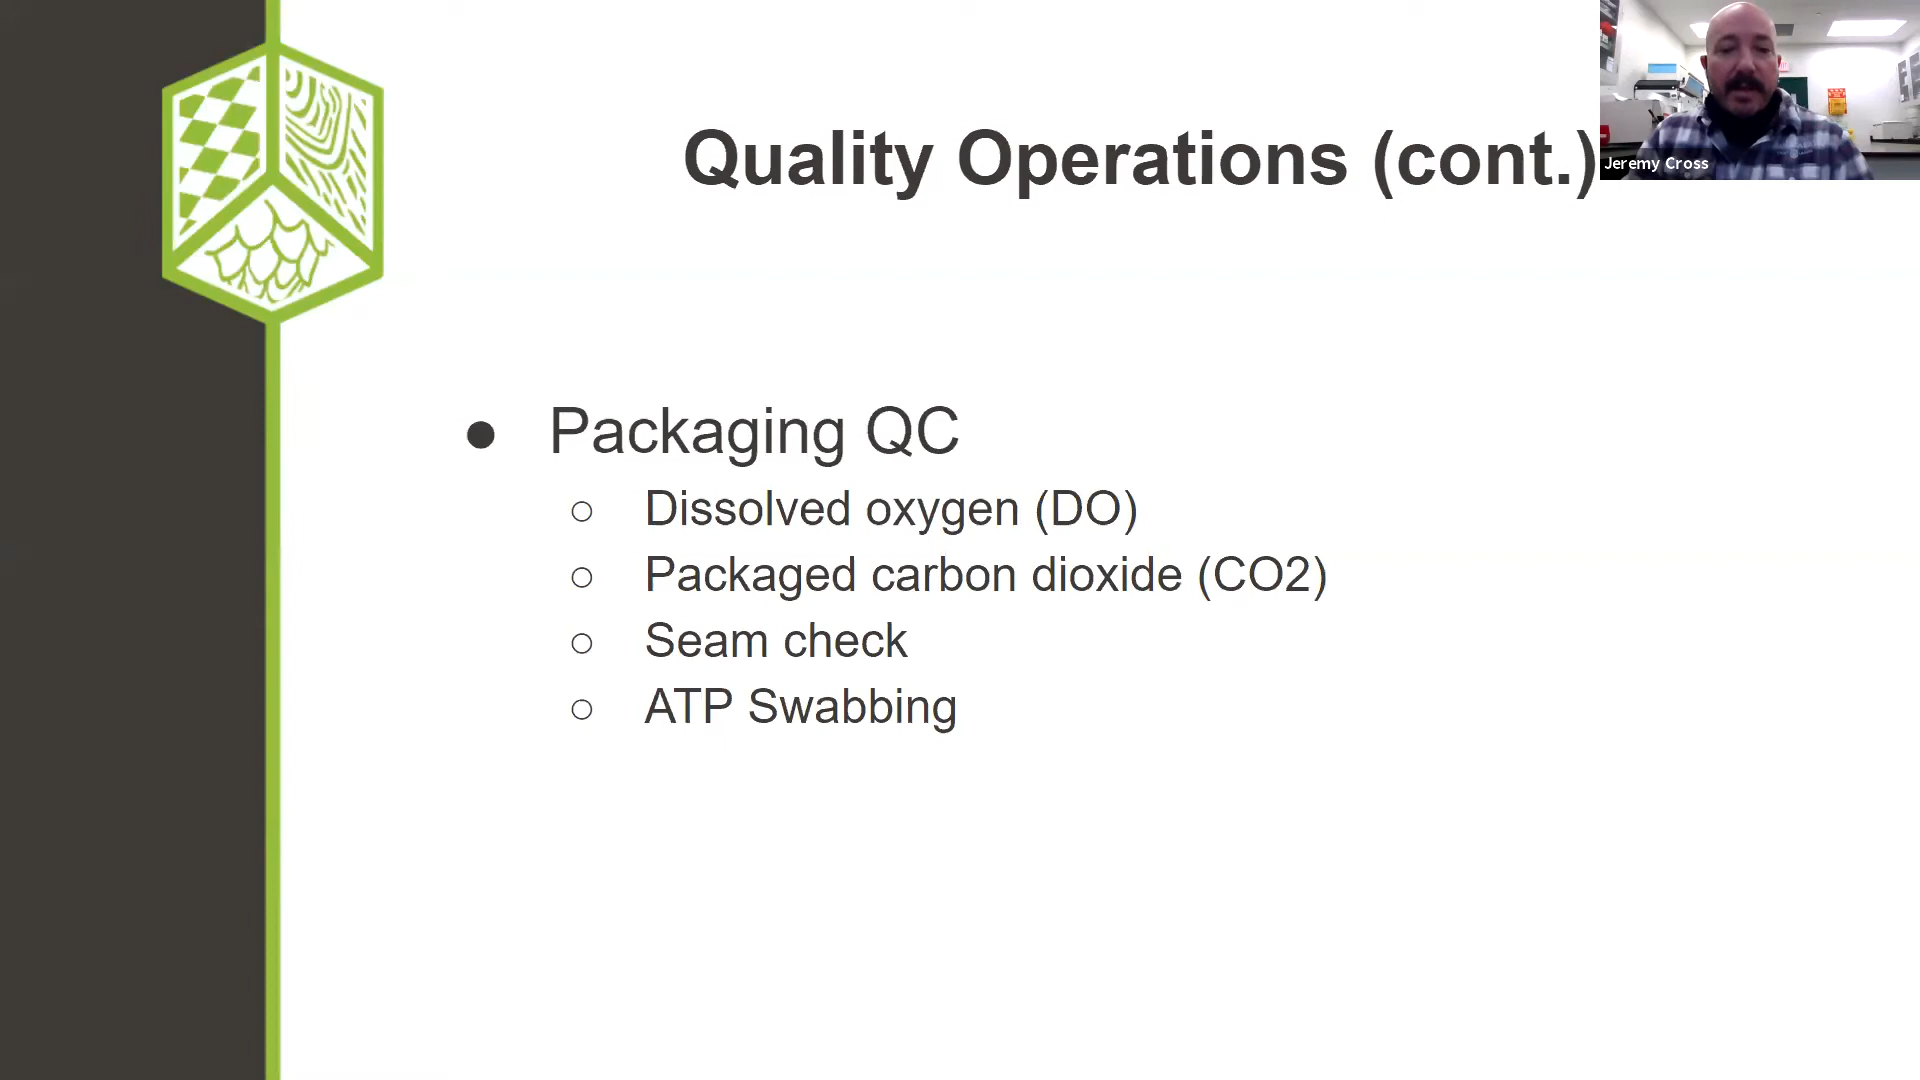 Quality Operations (cont.)
Jeremy Cross
● Packaging QC
○ Dissolved oxygen (DO)
○ Packaged carbon dioxide (CO2)
○ Seam check
○ ATP Swabbing